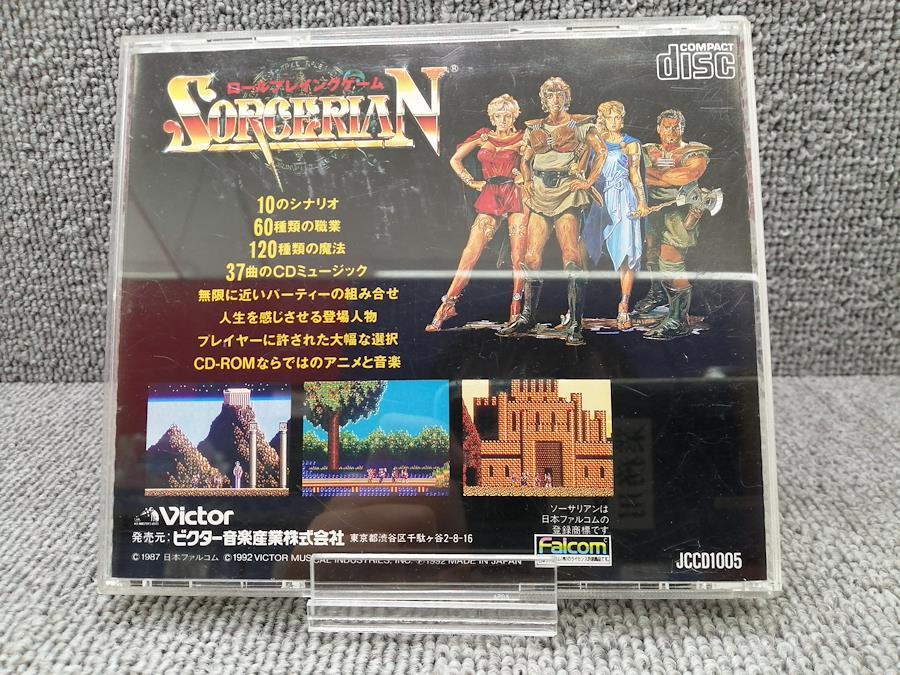 COMPACT
disc
ロールプレイングゲーム
SORCERIAN®
10のシナリオ
60種類の職業
120種類の魔法
37曲のCDミュージック
無限に近いパーティーの組み合せ
人生を感じさせる登場人物
プレイヤーに許された大幅な選択
CD-ROMならではのアニメと音楽
Victor
発売元:ビクター音楽産業株式会社 東京都渋谷区千駄ヶ谷2-8-16
©1987 日本ファルコム ©1992 VICTOR MUSICAL INDUSTRIES, INC. ℗1992 MADE IN JAPAN
ソーサリアンは
日本ファルコムの
登録商標です
Falcom
JCCD1005